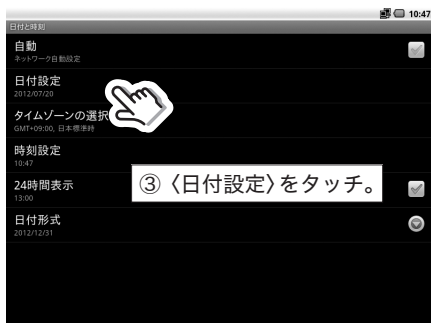 10:47
日付と時刻
自動
ネットワーク自動設定
日付設定
2012/07/20
タイムゾーンの選択
GMT+09:00, 日本標準時
時刻設定
10:47
③〈日付設定〉をタッチ。
24時間表示
13:00
日付形式
2012/12/31